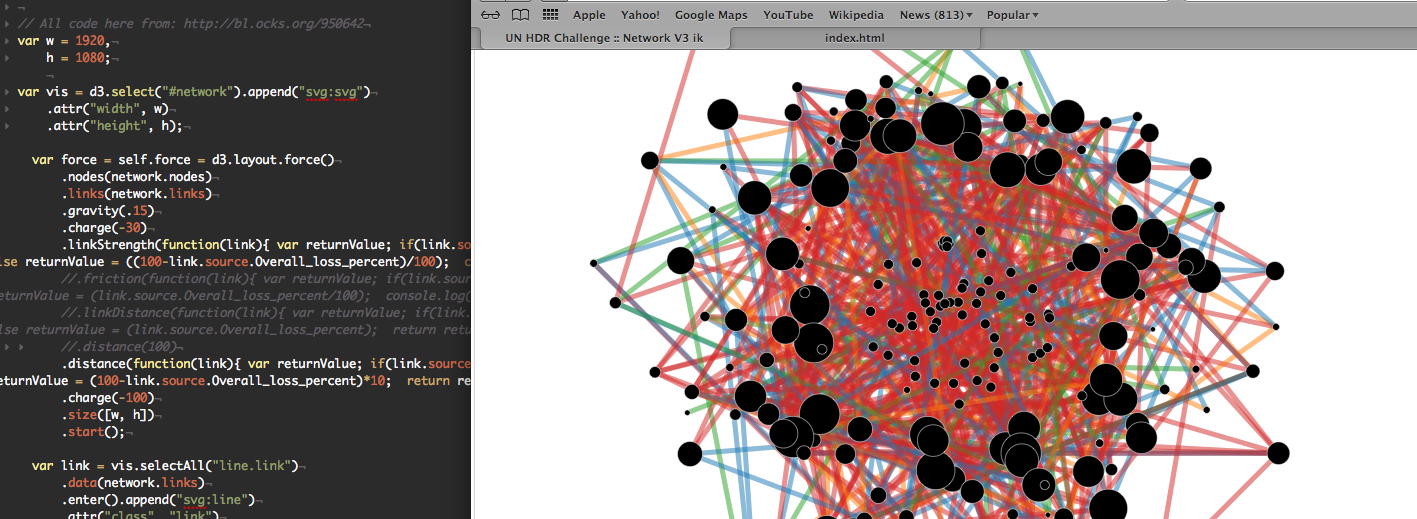 // All code here from: http://bl.ocks.org/950642
var w = 1920,
h = 1080;
var vis = d3.select("#network").append("svg:svg")
.attr("width", w)
.attr("height", h);
var force = self.force = d3.layout.force()
.nodes(network.nodes)
.links(network.links)
.gravity(.15)
.charge(-30)
.linkStrength(function(link){ var returnValue; if(link.so
lse returnValue = ((100-link.source.Overall_loss_percent)/100); c
//.friction(function(link){ var returnValue; if(link.sour
returnValue = (link.source.Overall_loss_percent/100); console.log(
//.linkDistance(function(link){ var returnValue; if(link.
lse returnValue = (link.source.Overall_loss_percent); return retu
//.distance(100)
.distance(function(link){ var returnValue; if(link.source
eturnValue = (100-link.source.Overall_loss_percent)*10; return re
.charge(-100)
.size([w, h])
.start();
var link = vis.selectAll("line.link")
.data(network.links)
.enter().append("svg:line")
.attr("class", "link")
Apple Yahoo! Google Maps YouTube Wikipedia News (813)▾ Popular▾
UN HDR Challenge :: Network V3 ik index.html